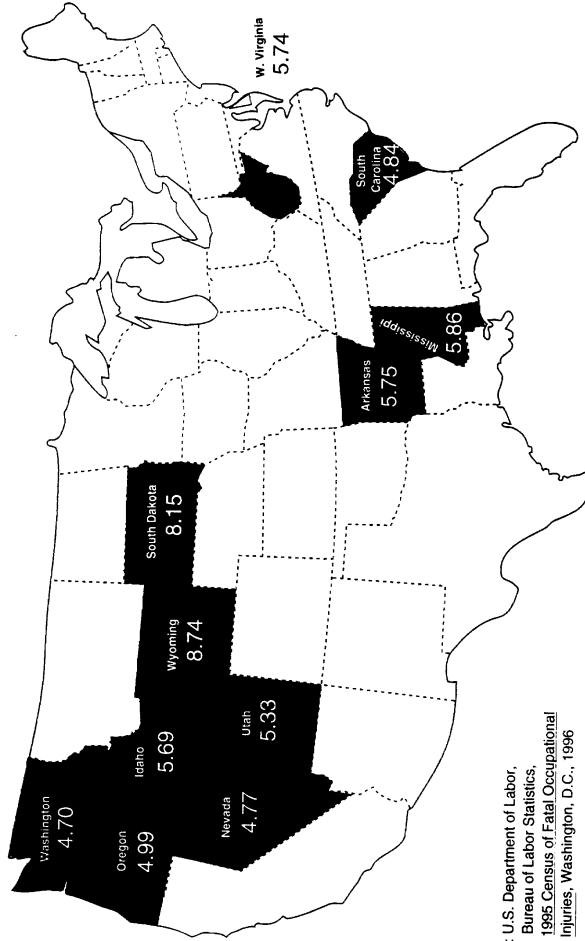 Washington
4.70
Oregon
4.99
Idaho
5.69
Nevada
4.77
Utah
5.33
Wyoming
8.74
South Dakota
8.15
Arkansas
5.75
Mississippi
5.86
W. Virginia
5.74
South
Carolina
4.84
: U.S. Department of Labor,
Bureau of Labor Statistics,
1995 Census of Fatal Occupational
Injuries, Washington, D.C., 1996